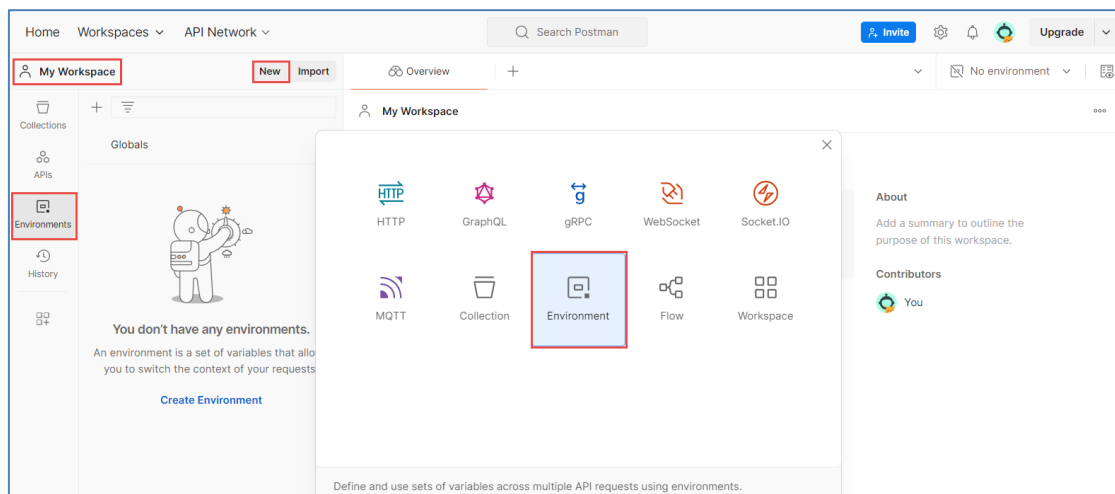 Home Workspaces API Network Search Postman Invite Upgrade
My Workspace New Import Overview No environment
Collections
APIs
Environments
History
Globals
You don't have any environments.
An environment is a set of variables that allo
you to switch the context of your requests
Create Environment
My Workspace
HTTP GraphQL gRPC WebSocket Socket.IO
MQTT Collection Environment Flow Workspace
Define and use sets of variables across multiple API requests using environments.
About
Add a summary to outline the
purpose of this workspace.
Contributors
You